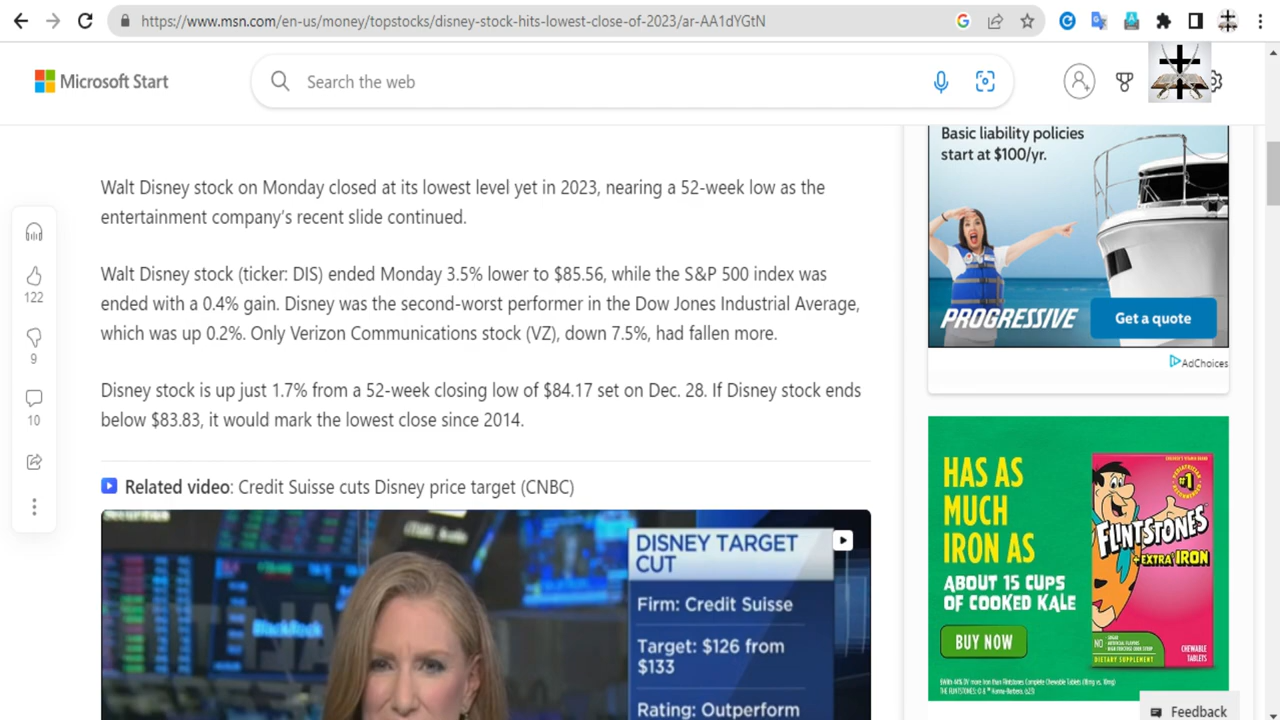 https://www.msn.com/en-us/money/topstocks/disney-stock-hits-lowest-close-of-2023/ar-AA1dYGtN
Microsoft Start
Search the web
Walt Disney stock on Monday closed at its lowest level yet in 2023, nearing a 52-week low as the
entertainment company's recent slide continued.
Walt Disney stock (ticker: DIS) ended Monday 3.5% lower to $85.56, while the S&P 500 index was
ended with a 0.4% gain. Disney was the second-worst performer in the Dow Jones Industrial Average,
which was up 0.2%. Only Verizon Communications stock (VZ), down 7.5%, had fallen more.
Disney stock is up just 1.7% from a 52-week closing low of $84.17 set on Dec. 28. If Disney stock ends
below $83.83, it would mark the lowest close since 2014.
122
9
10
Related video: Credit Suisse cuts Disney price target (CNBC)
BlackRock
DISNEY TARGET
CUT
Firm: Credit Suisse
Target: $126 from
$133
Rating: Outperform
Basic liability policies
start at $100/yr.
PROGRESSIVE
Get a quote
AdChoices
HAS AS
MUCH
IRON AS
ABOUT 15 CUPS
OF COOKED KALE
BUY NOW
#1
FLINTSTONES
+EXTRA IRON
NO
DIETARY SUPPLEMENT
CHEWABLE
TABLETS
Feedback